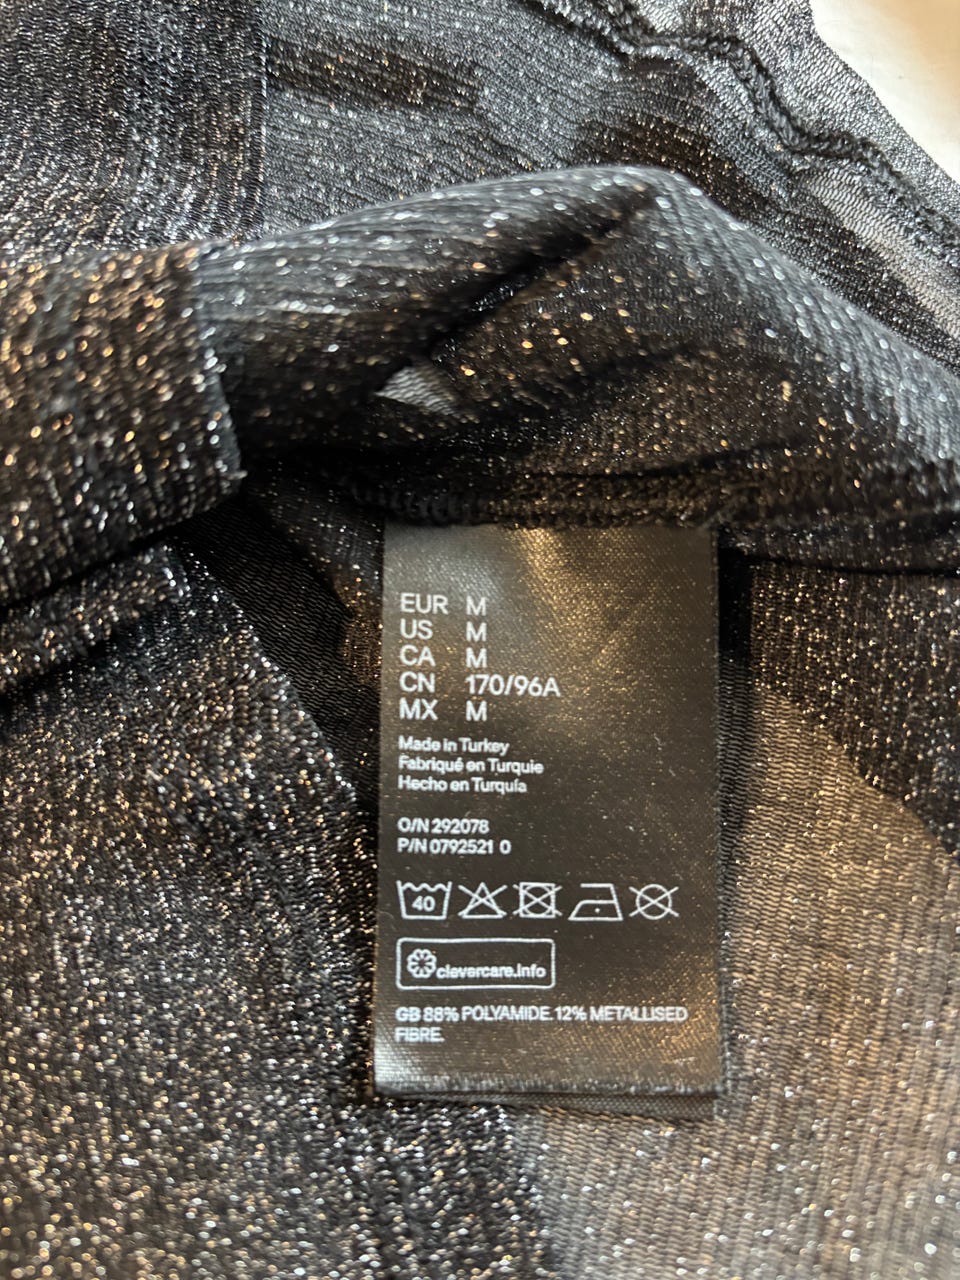 EUR M
US M
CA M
CN 170/96A
MX M
Made in Turkey
Fabriqué en Turquie
Hecho en Turquía
O/N 292078
P/N 0792521 0
40
clevercare.info
GB 88% POLYAMIDE. 12% METALLISED
FIBRE.